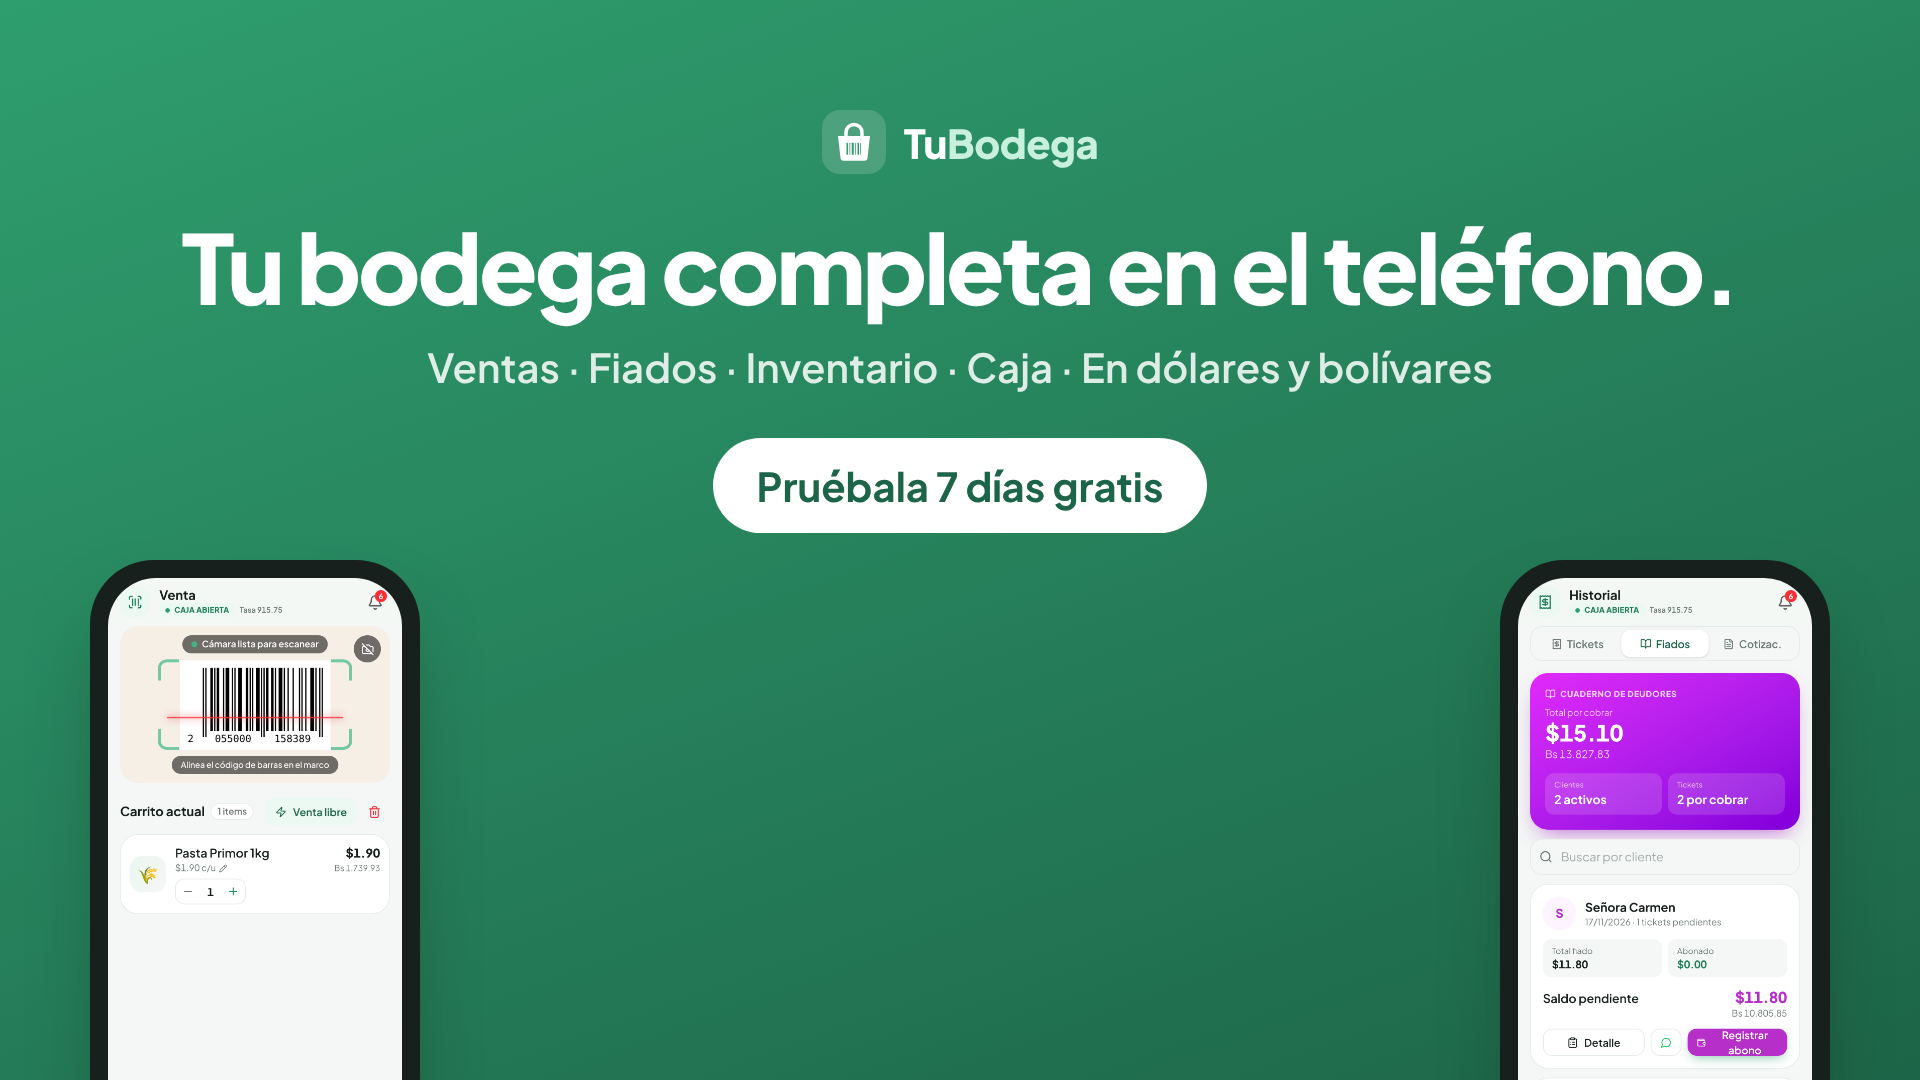 TuBodega
Tu bodega completa en el teléfono.
Ventas · Fiados · Inventario · Caja · En dólares y bolívares
Pruébala 7 días gratis
Venta
CAJA ABIERTA Tasa 915.75
6
Cámara lista para escanear
2 055000 158389
Alinea el código de barras en el marco
Carrito actual 1 items Venta libre
Pasta Primor 1kg $1.90
$1.90 c/u Bs 1.739,93
− 1 +
Historial
CAJA ABIERTA Tasa 915.75
6
Tickets Fiados Cotizac.
CUADERNO DE DEUDORES
Total por cobrar
$15.10
Bs 13.827,83
Clientes Tickets
2 activos 2 por cobrar
Buscar por cliente
S
Señora Carmen
17/11/2026 · 1 tickets pendientes
Total fiado Abonado
$11.80 $0.00
Saldo pendiente $11.80
Bs 10.805,85
Detalle Registrar
abono